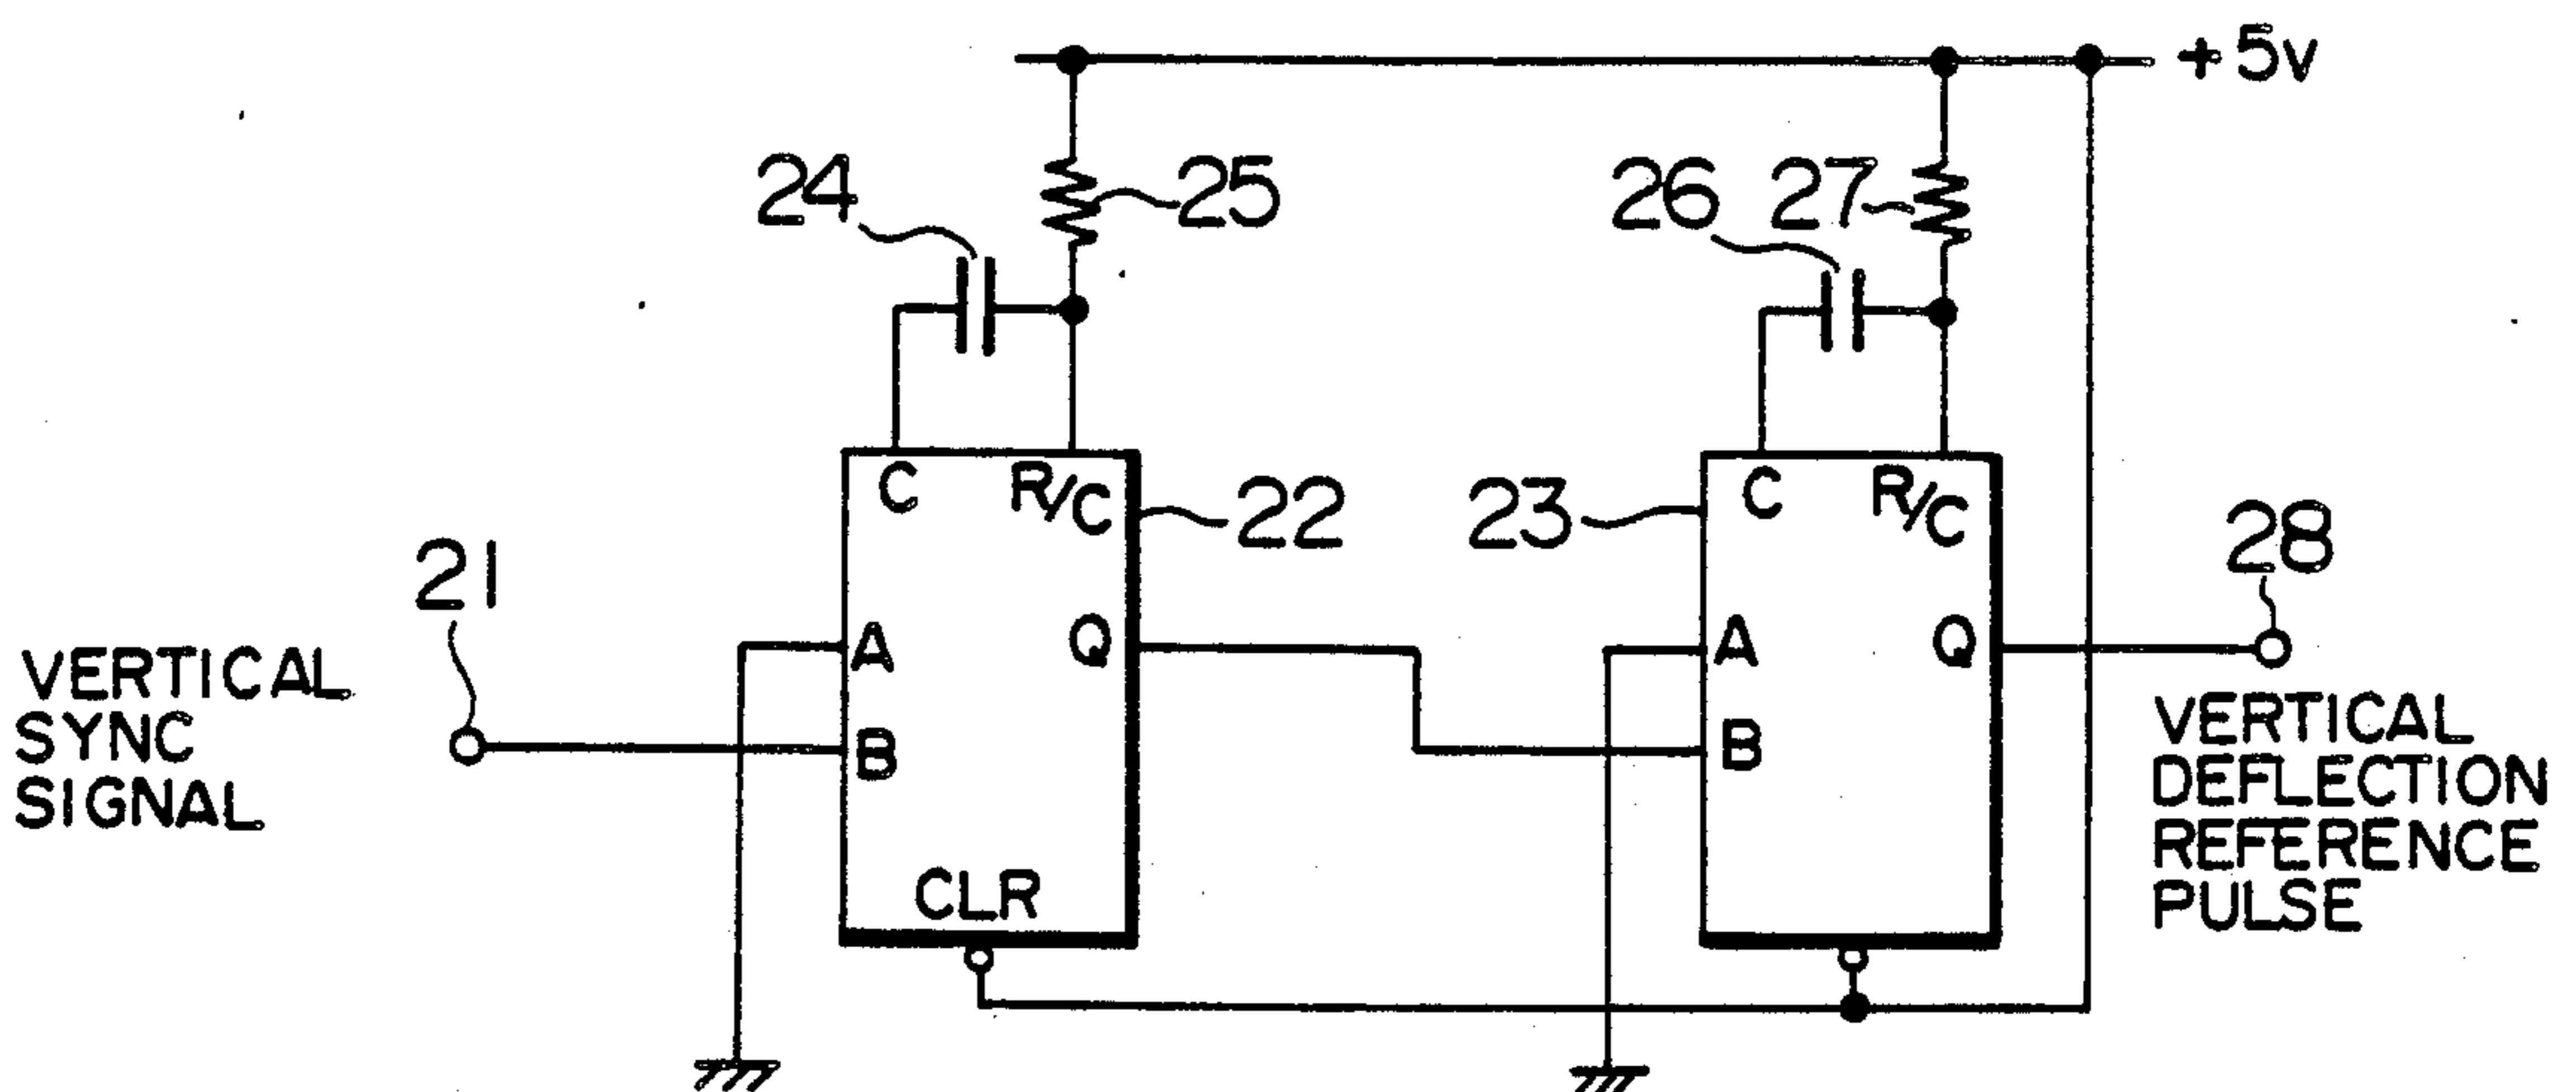 +5v
24
25
26
27
C
R/C
22
23
C
R/C
28
21
A
Q
A
Q
VERTICAL
SYNC
SIGNAL
B
B
VERTICAL
DEFLECTION
REFERENCE
PULSE
CLR